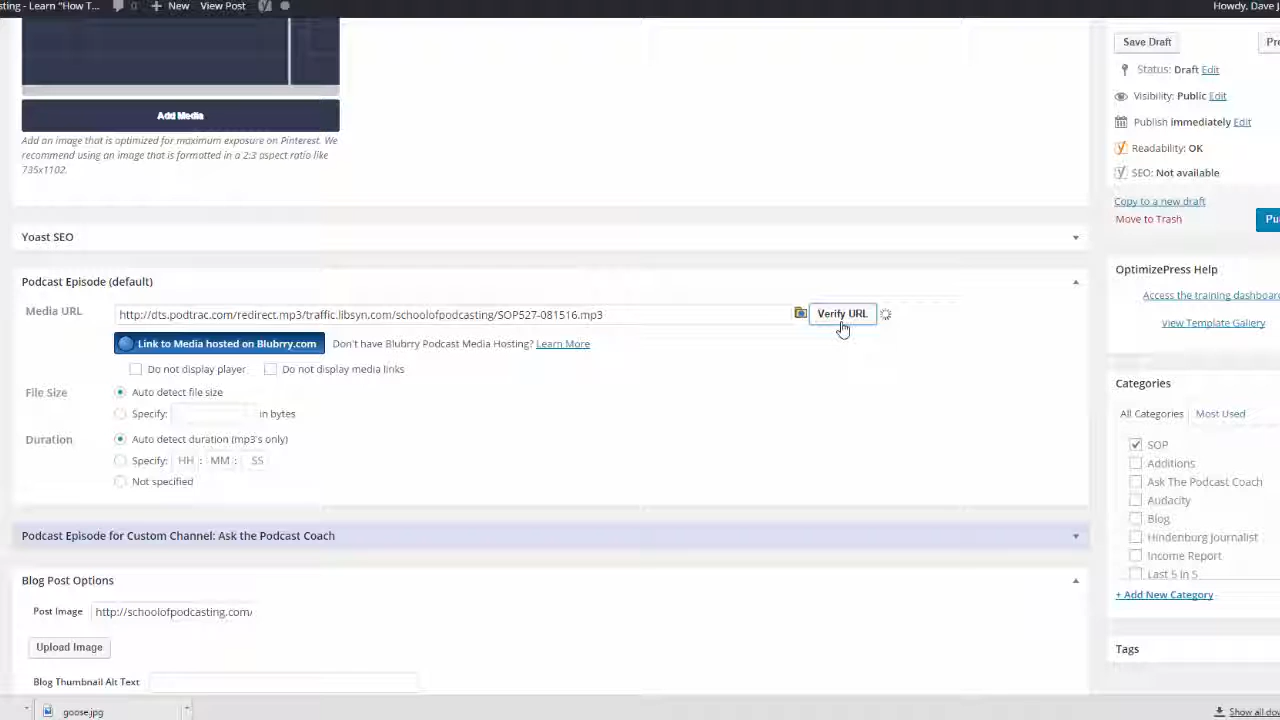 sting - Learn "How T... New View Post Howdy, Dave J
Add Media
Add an image that is optimized for maximum exposure on Pinterest. We
recommend using an image that is formatted in a 2:3 aspect ratio like
735x1102.
Save Draft Pre
Status: Draft Edit
Visibility: Public Edit
Publish immediately Edit
Readability: OK
SEO: Not available
Copy to a new draft
Move to Trash Pu
Yoast SEO
Podcast Episode (default)
Media URL http://dts.podtrac.com/redirect.mp3/traffic.libsyn.com/schoolofpodcasting/SOP527-081516.mp3 Verify URL
Link to Media hosted on Blubrry.com Don't have Blubrry Podcast Media Hosting? Learn More
Do not display player Do not display media links
File Size Auto detect file size
Specify: in bytes
Duration Auto detect duration (mp3's only)
Specify: HH : MM : SS
Not specified
Podcast Episode for Custom Channel: Ask the Podcast Coach
Blog Post Options
Post Image http://schoolofpodcasting.com/
Upload Image
Blog Thumbnail Alt Text
OptimizePress Help
Access the training dashboar
View Template Gallery
Categories
All Categories Most Used
SOP
Additions
Ask The Podcast Coach
Audacity
Blog
Hindenburg Journalist
Income Report
Last 5 in 5
+ Add New Category
Tags
goose.jpg Show all do